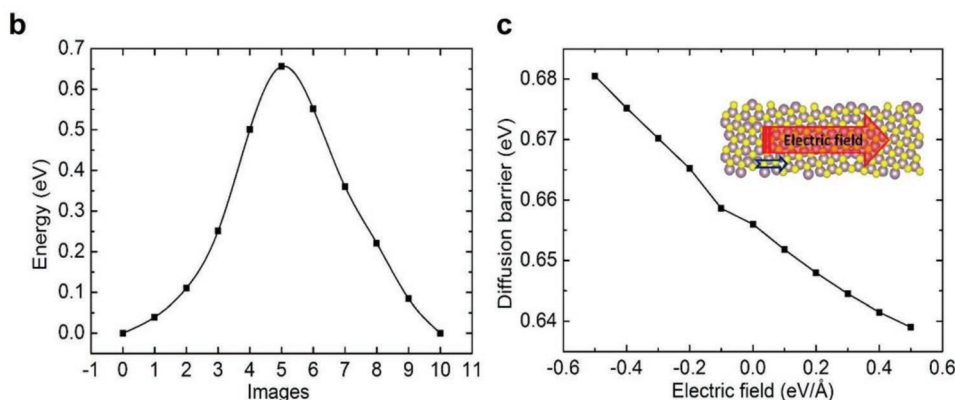 b
0.7
0.6
0.5
0.4
0.3
0.2
0.1
0.0
Energy (eV)
-1 0 1 2 3 4 5 6 7 8 9 10 11
Images
c
0.68
0.67
0.66
0.65
0.64
Diffusion barrier (eV)
Electric field
-0.6 -0.4 -0.2 0.0 0.2 0.4 0.6
Electric field (eV/Å)